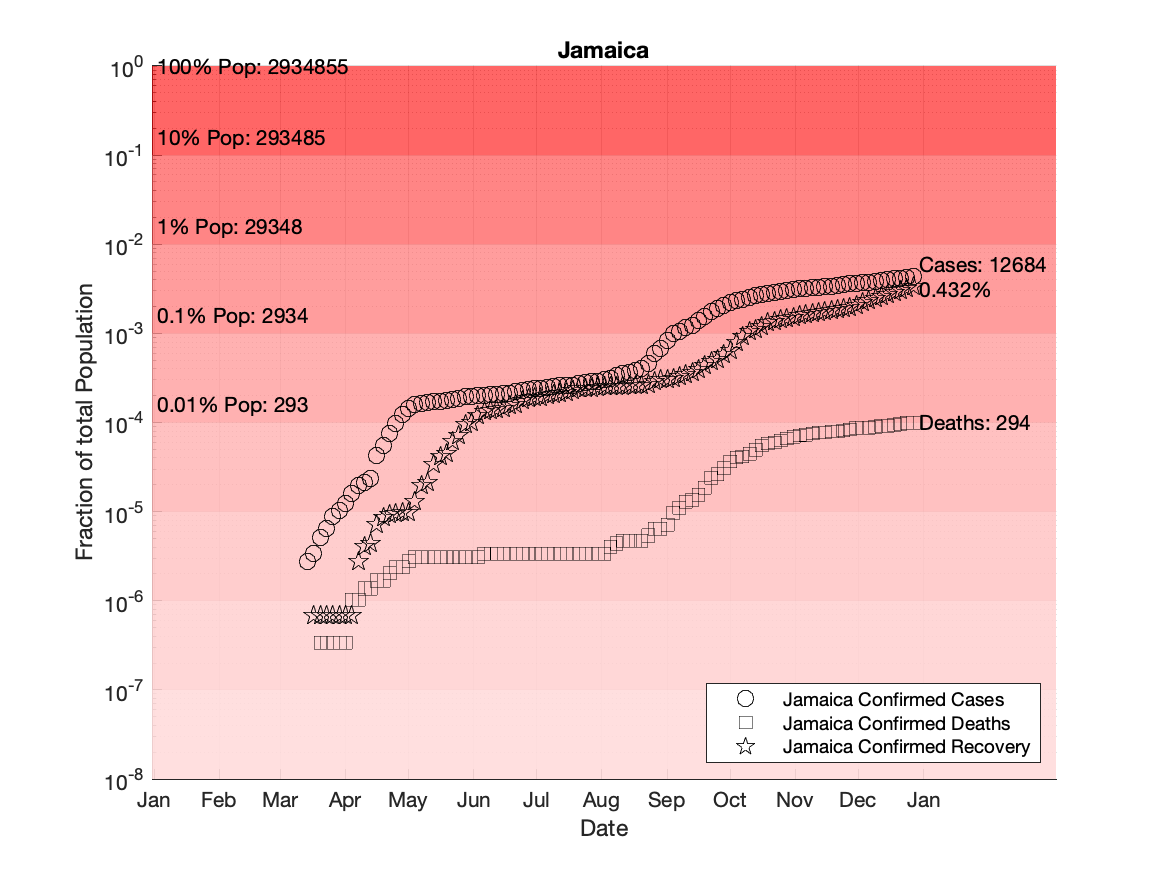 Jamaica
10^0
100% Pop: 2934855
10% Pop: 293485
10^-1
1% Pop: 29348
10^-2
Cases: 12684
0.432%
0.1% Pop: 2934
10^-3
0.01% Pop: 293
10^-4
Deaths: 294
10^-5
10^-6
10^-7
10^-8
Fraction of total Population
Jamaica Confirmed Cases
Jamaica Confirmed Deaths
Jamaica Confirmed Recovery
Jan Feb Mar Apr May Jun Jul Aug Sep Oct Nov Dec Jan
Date